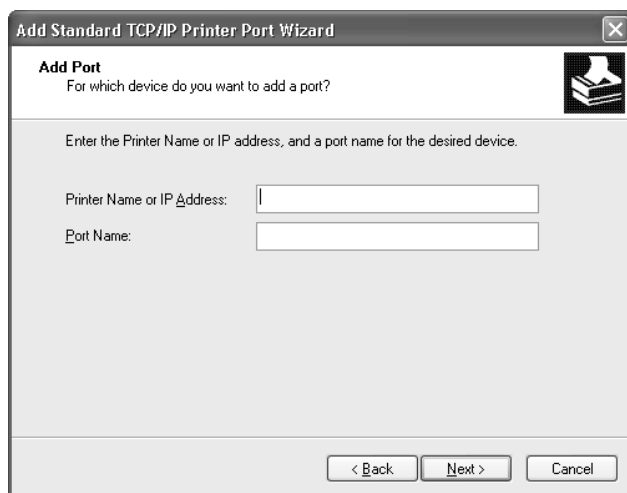 Add Standard TCP/IP Printer Port Wizard
Add Port
For which device do you want to add a port?
Enter the Printer Name or IP address, and a port name for the desired device.
Printer Name or IP Address:
Port Name:
< Back Next > Cancel